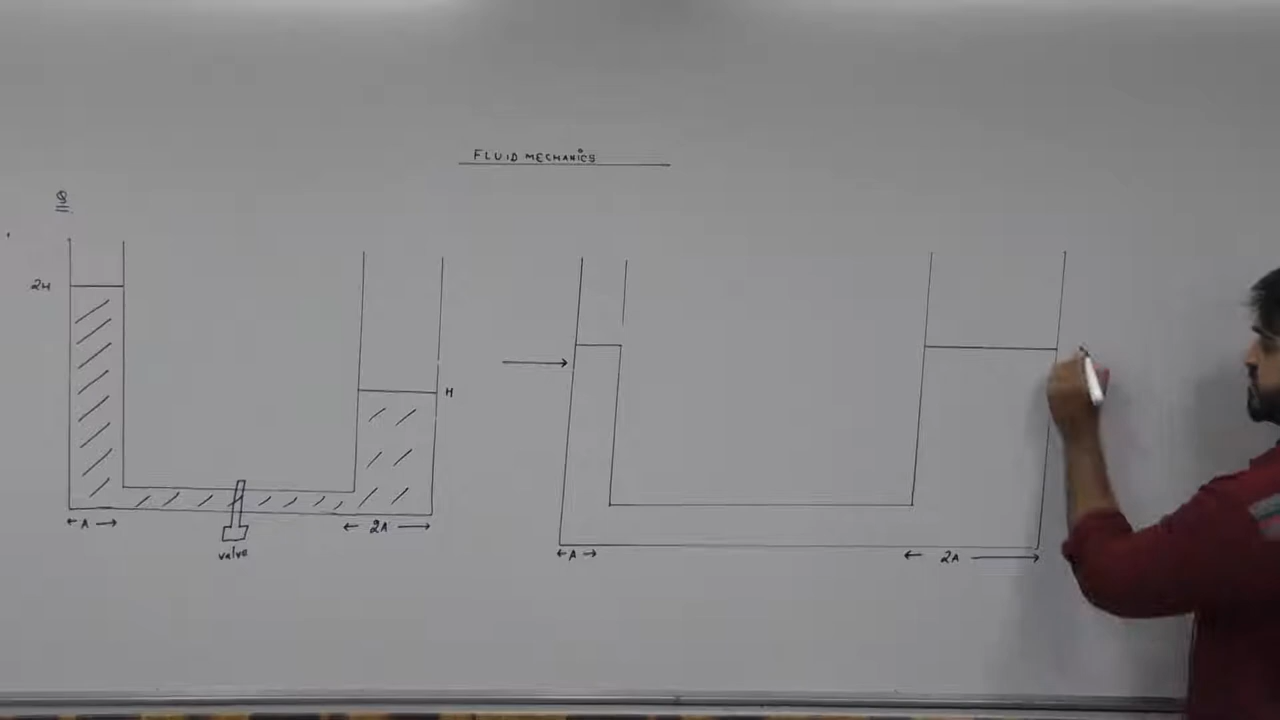 FLUID MECHANICS
Q
2H
H
← A →
← 2A →
valve
← A →
← 2A →